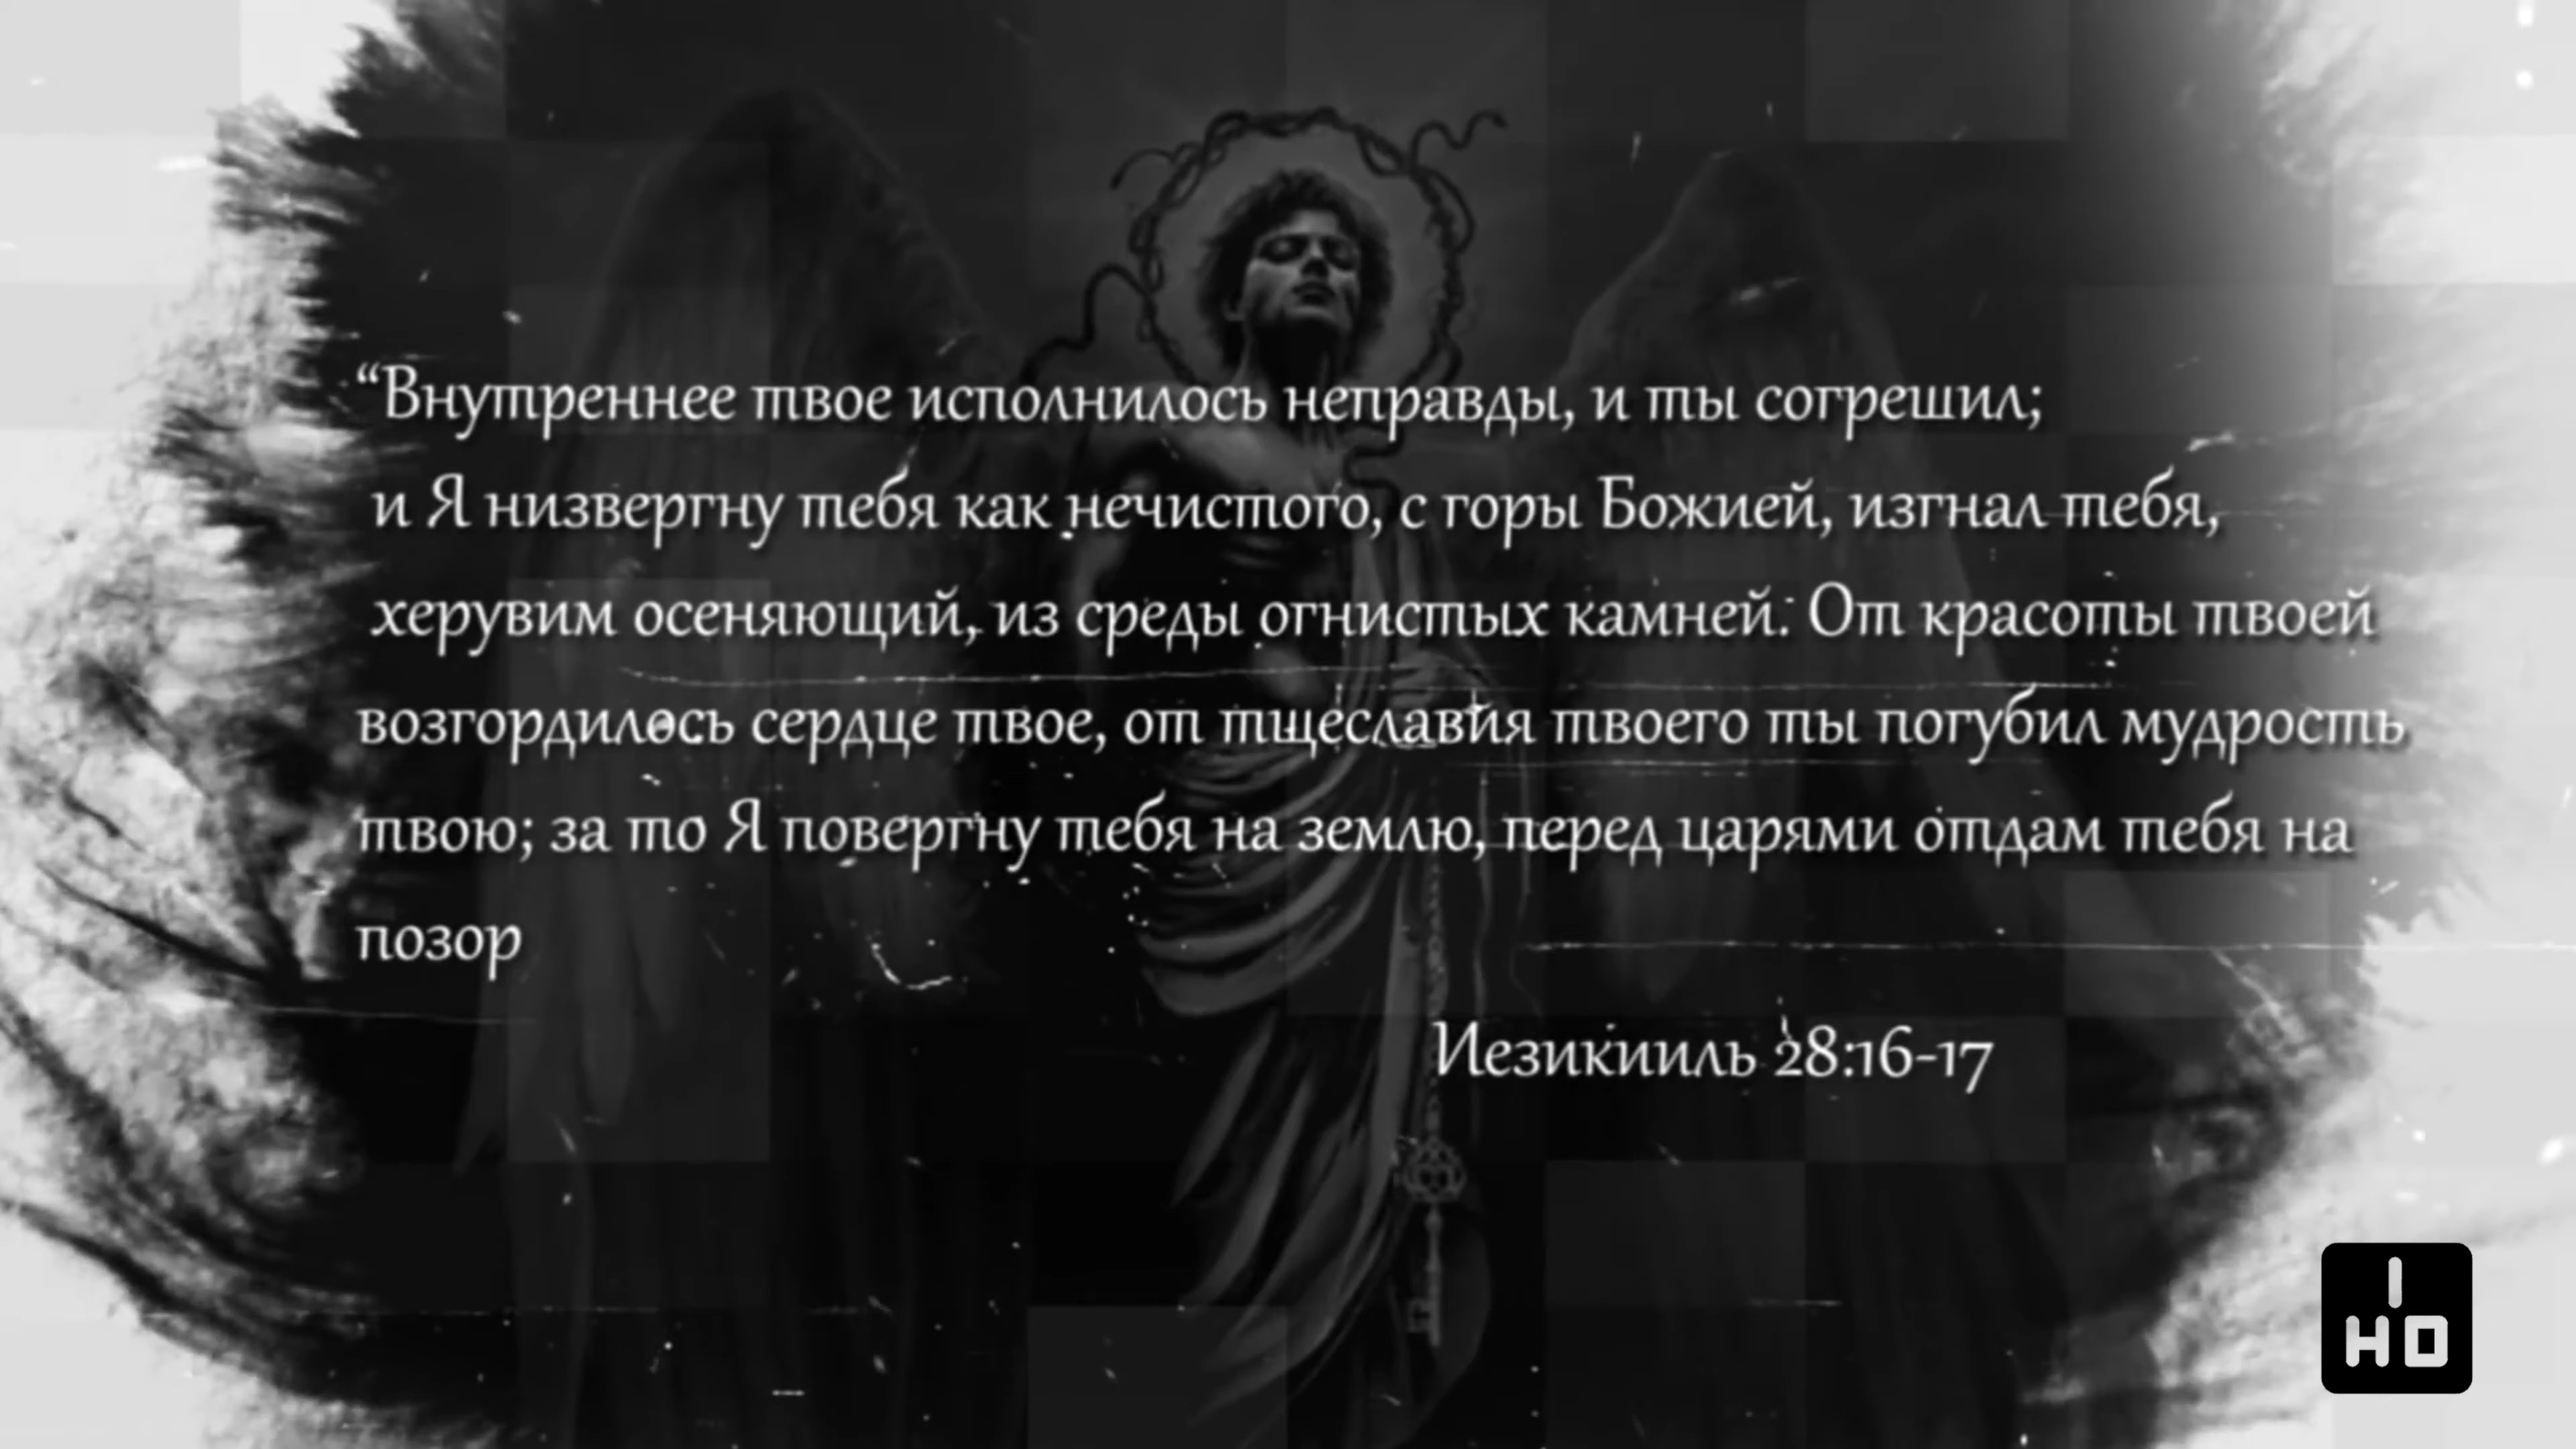 “Внутреннее твое исполнилось неправды, и ты согрешил;
и Я низвергну тебя как нечистого, с горы Божией, изгнал тебя,
херувим осеняющий, из среды огнистых камней. От красоты твоей
возгордилось сердце твое, от тщеславия твоего ты погубил мудрость
твою; за то Я повергну тебя на землю, перед царями отдам тебя на
позор
Иезикииль 28:16-17
I
HO